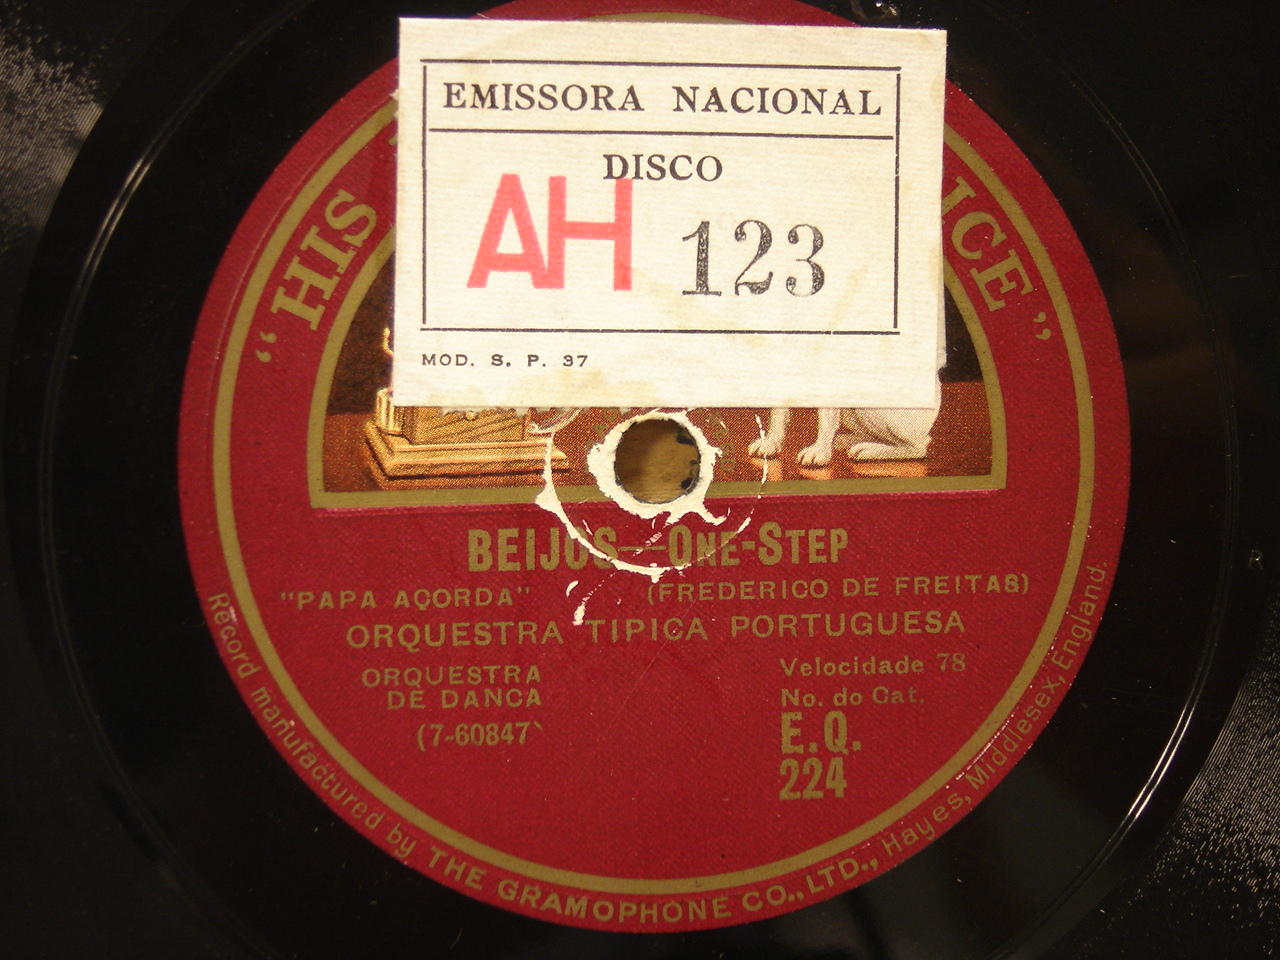 EMISSORA NACIONAL
DISCO
AH 123
MOD. S. P. 37
“HIS
ICE”
BEIJOS—ONE-STEP
"PAPA AÇORDA" (FREDERICO DE FREITAS)
ORQUESTRA TIPICA PORTUGUESA
ORQUESTRA
DE DANCA
(7-60847)
Velocidade 78
No. do Cat.
E.Q.
224
Record manufactured by THE GRAMOPHONE CO., LTD., Hayes, Middlesex, England.